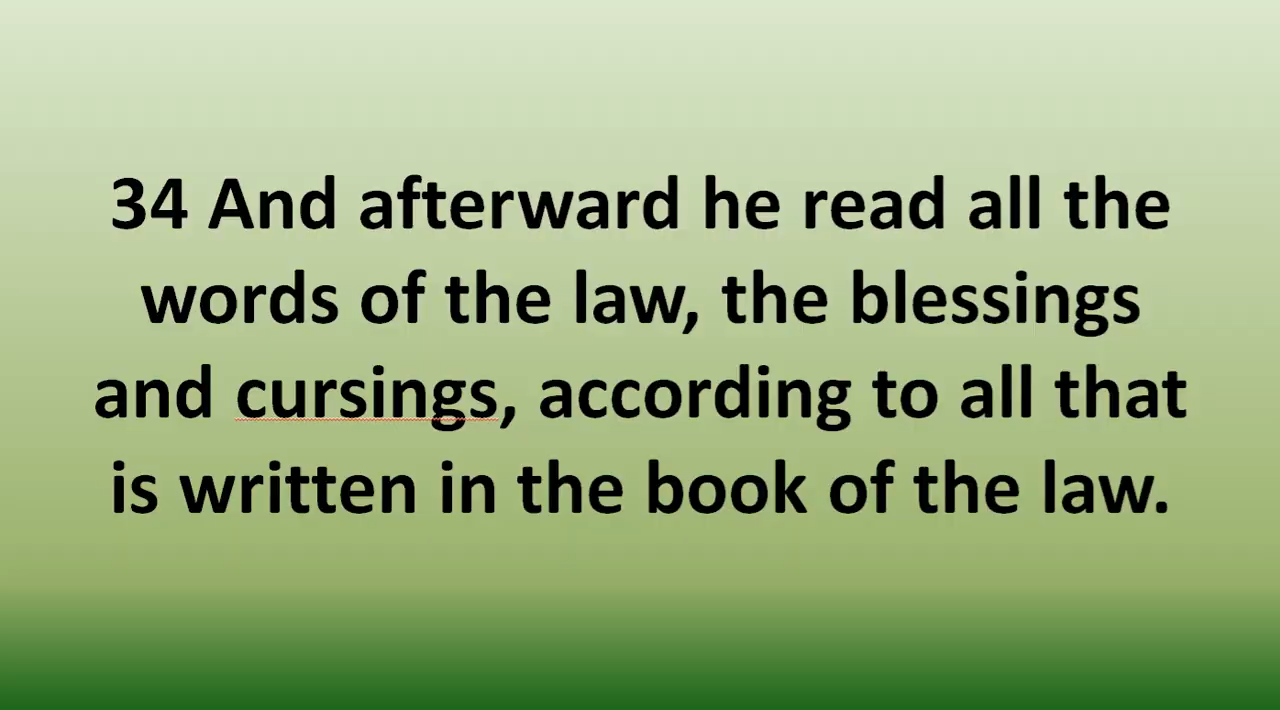 34 And afterward he read all the
words of the law, the blessings
and cursings, according to all that
is written in the book of the law.